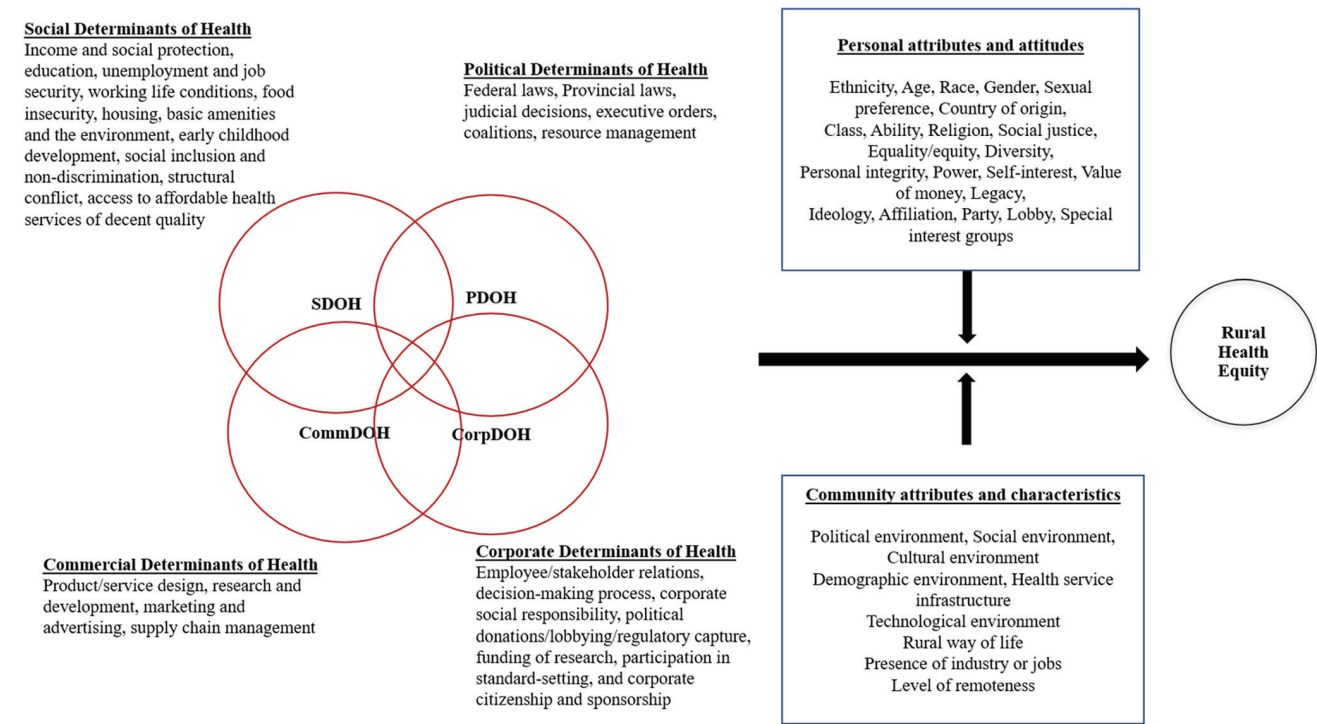 Social Determinants of Health
Income and social protection,
education, unemployment and job
security, working life conditions, food
insecurity, housing, basic amenities
and the environment, early childhood
development, social inclusion and
non-discrimination, structural
conflict, access to affordable health
services of decent quality
Political Determinants of Health
Federal laws, Provincial laws,
judicial decisions, executive orders,
coalitions, resource management
SDOH
PDOH
CommDOH
CorpDOH
Commercial Determinants of Health
Product/service design, research and
development, marketing and
advertising, supply chain management
Corporate Determinants of Health
Employee/stakeholder relations,
decision-making process, corporate
social responsibility, political
donations/lobbying/regulatory capture,
funding of research, participation in
standard-setting, and corporate
citizenship and sponsorship
Personal attributes and attitudes
Ethnicity, Age, Race, Gender, Sexual
preference, Country of origin,
Class, Ability, Religion, Social justice,
Equality/equity, Diversity,
Personal integrity, Power, Self-interest, Value
of money, Legacy,
Ideology, Affiliation, Party, Lobby, Special
interest groups
Community attributes and characteristics
Political environment, Social environment,
Cultural environment
Demographic environment, Health service
infrastructure
Technological environment
Rural way of life
Presence of industry or jobs
Level of remoteness
Rural
Health
Equity